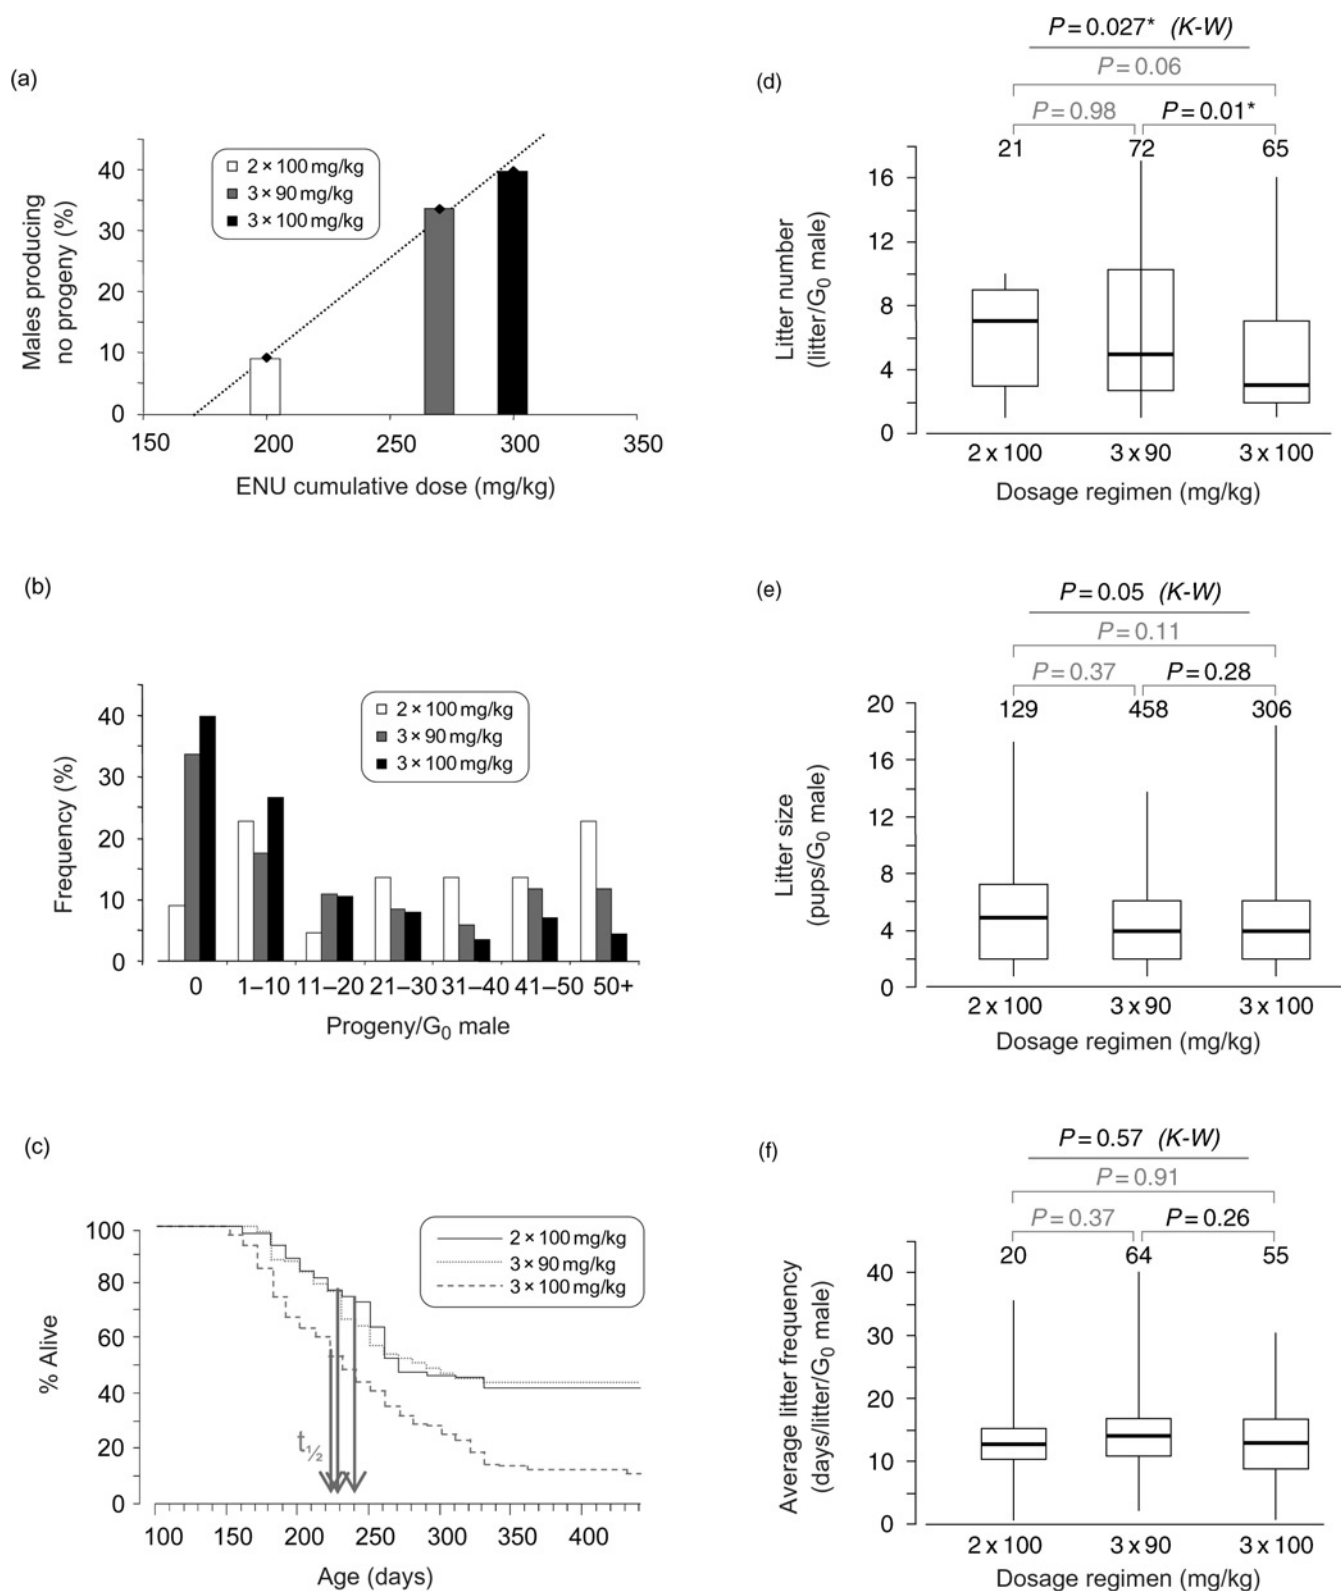 (a)
Males producing
no progeny (%)
40
30
20
10
0
2 × 100 mg/kg
3 × 90 mg/kg
3 × 100 mg/kg
150 200 250 300 350
ENU cumulative dose (mg/kg)
(b)
Frequency (%)
40
30
20
10
0
2 × 100 mg/kg
3 × 90 mg/kg
3 × 100 mg/kg
0 1–10 11–20 21–30 31–40 41–50 50+
Progeny/G₀ male
(c)
% Alive
100
80
60
40
20
0
2 × 100 mg/kg
3 × 90 mg/kg
3 × 100 mg/kg
t½
100 150 200 250 300 350 400
Age (days)
(d)
P = 0.027* (K-W)
P = 0.06
P = 0.98 P = 0.01*
21 72 65
Litter number
(litter/G₀ male)
16
12
8
4
0
2 x 100 3 x 90 3 x 100
Dosage regimen (mg/kg)
(e)
P = 0.05 (K-W)
P = 0.11
P = 0.37 P = 0.28
129 458 306
Litter size
(pups/G₀ male)
20
16
12
8
4
0
2 x 100 3 x 90 3 x 100
Dosage regimen (mg/kg)
(f)
P = 0.57 (K-W)
P = 0.91
P = 0.37 P = 0.26
20 64 55
Average litter frequency
(days/litter/G₀ male)
40
30
20
10
0
2 x 100 3 x 90 3 x 100
Dosage regimen (mg/kg)